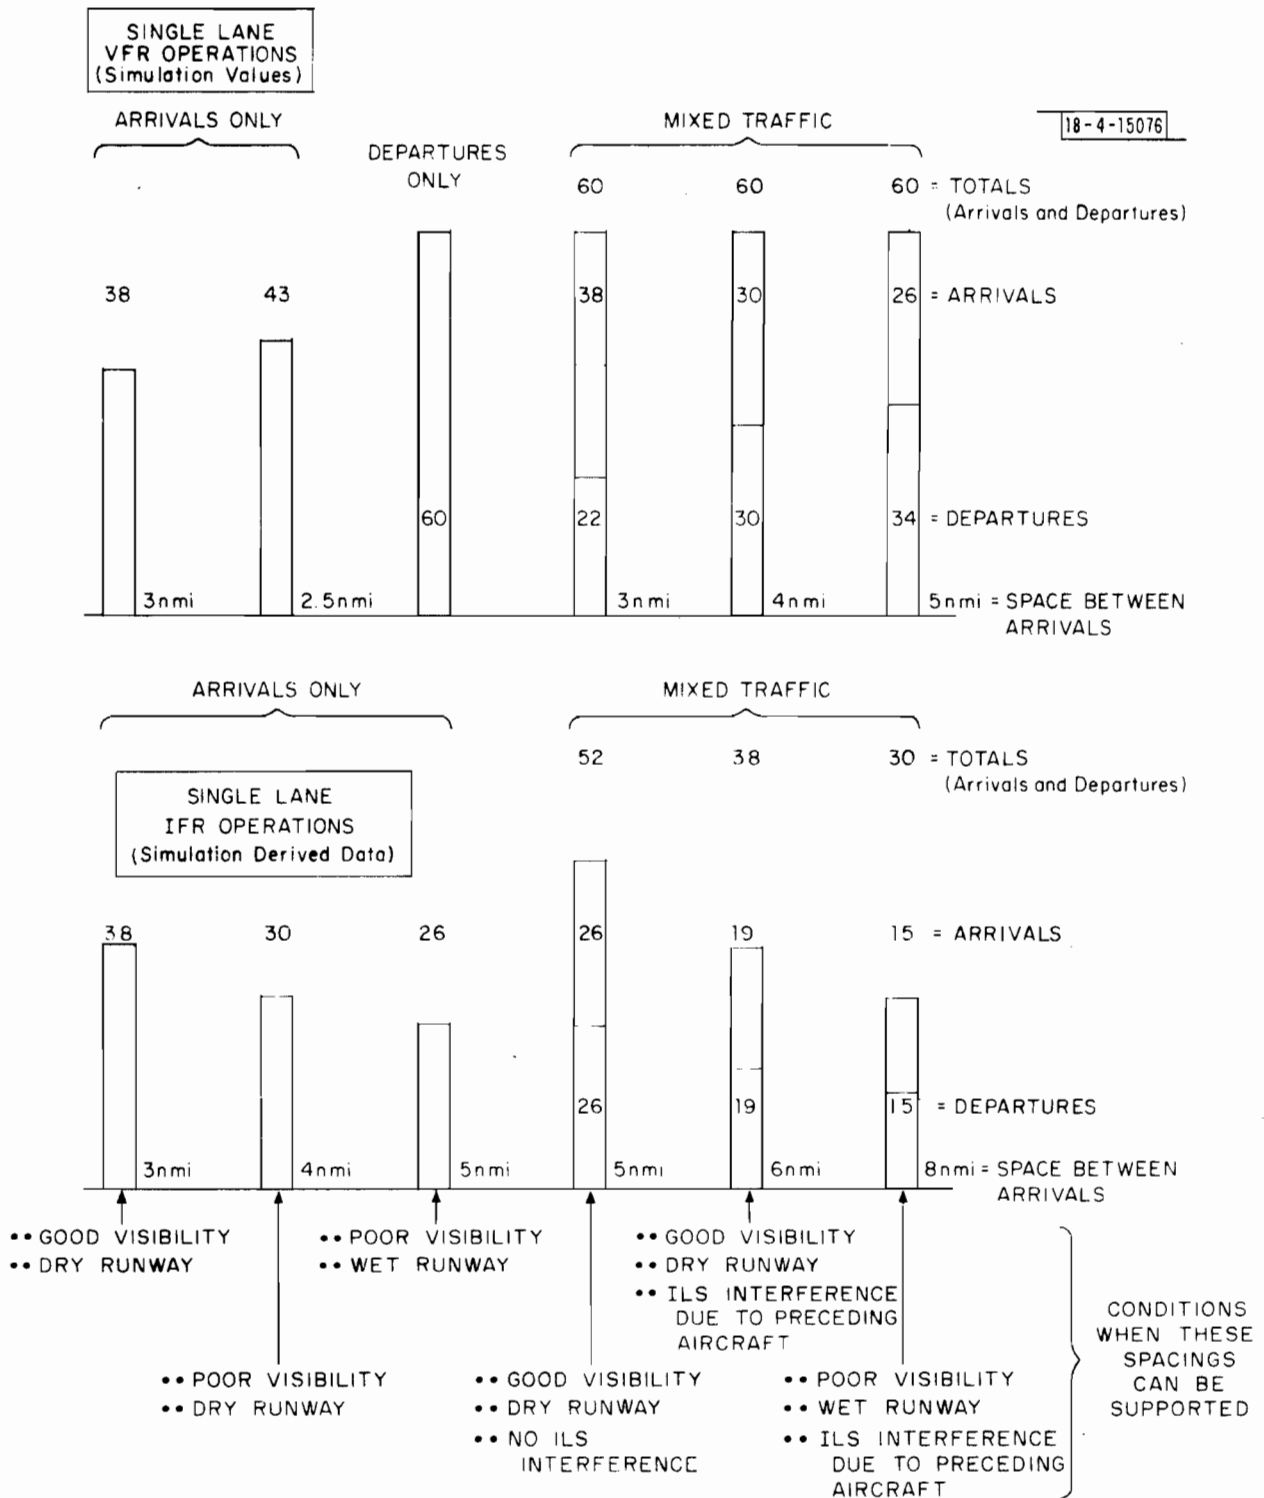 SINGLE LANE
VFR OPERATIONS
(Simulation Values)
ARRIVALS ONLY
DEPARTURES
ONLY
MIXED TRAFFIC
18-4-15076
60 60 60 = TOTALS
(Arrivals and Departures)
38 43 38 30 26 = ARRIVALS
60 22 30 34 = DEPARTURES
3nmi 2.5nmi 3nmi 4nmi 5nmi = SPACE BETWEEN
ARRIVALS
ARRIVALS ONLY
MIXED TRAFFIC
52 38 30 = TOTALS
(Arrivals and Departures)
SINGLE LANE
IFR OPERATIONS
(Simulation Derived Data)
38 30 26 26 19 15 = ARRIVALS
26 19 15 = DEPARTURES
3nmi 4nmi 5nmi 5nmi 6nmi 8nmi = SPACE BETWEEN
ARRIVALS
•• GOOD VISIBILITY
•• DRY RUNWAY
•• POOR VISIBILITY
•• WET RUNWAY
•• GOOD VISIBILITY
•• DRY RUNWAY
•• ILS INTERFERENCE
DUE TO PRECEDING
AIRCRAFT
•• POOR VISIBILITY
•• DRY RUNWAY
•• GOOD VISIBILITY
•• DRY RUNWAY
•• NO ILS
INTERFERENCE
•• POOR VISIBILITY
•• WET RUNWAY
•• ILS INTERFERENCE
DUE TO PRECEDING
AIRCRAFT
CONDITIONS
WHEN THESE
SPACINGS
CAN BE
SUPPORTED